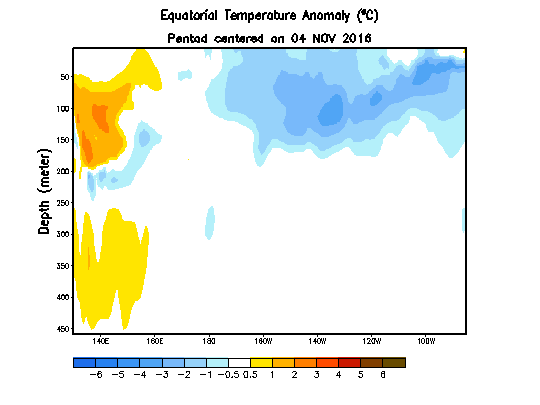 Equatorial Temperature Anomaly (°C)
Pentad centered on 04 NOV 2016
50
100
150
200
250
300
350
400
450
Depth (meter)
140E 160E 180 160W 140W 120W 100W
-6 -5 -4 -3 -2 -1 -0.5 0.5 1 2 3 4 5 6